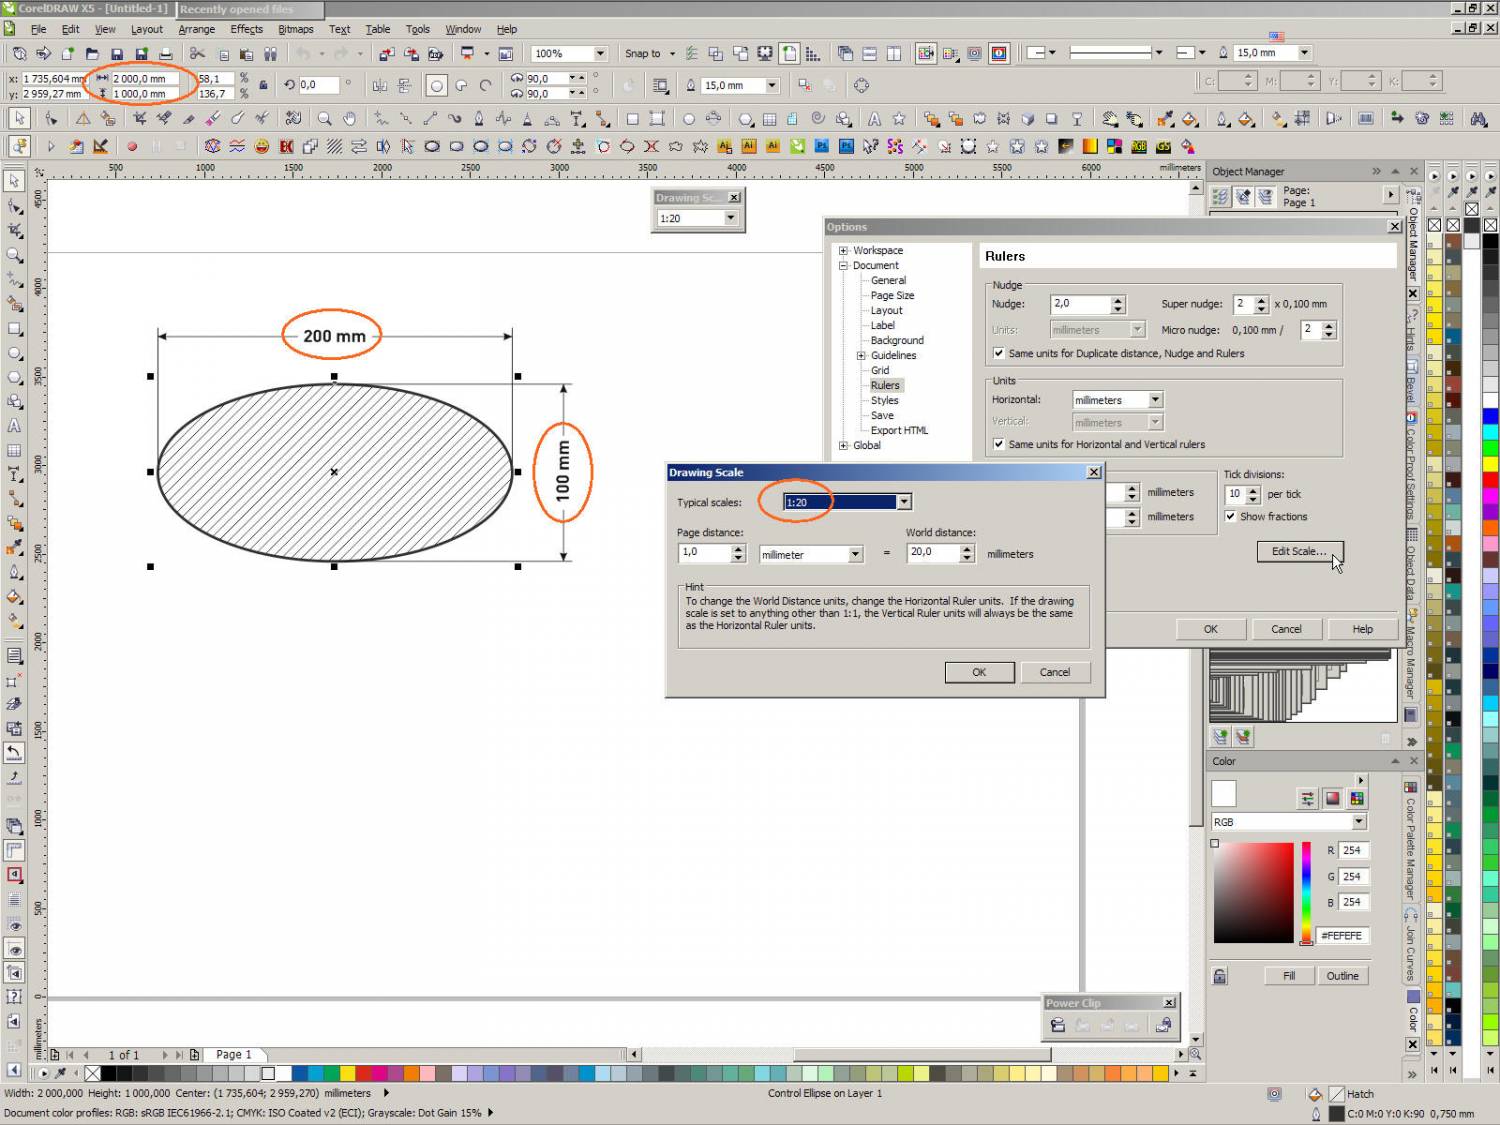 CorelDRAW X5 - [Untitled-1]
Recently opened files
File Edit View Layout Arrange Effects Bitmaps Text Table Tools Window Help
100%
Snap to
15,0 mm
x: 1 735,604 mm
y: 2 959,27 mm
2 000,0 mm
1 000,0 mm
58,1 %
136,7 %
0,0 °
90,0 °
90,0 °
15,0 mm
C: M: Y: K:
500 1000 1500 2000 2500 3000 3500 4000 4500 5000 5500 6000 millimeters
4500
4000
3500
3000
2500
2000
1500
1000
500
0
millimeters
Drawing Sc...
1:20
200 mm
100 mm
Options
Workspace
Document
General
Page Size
Layout
Label
Background
Guidelines
Grid
Rulers
Styles
Save
Export HTML
Global
Rulers
Nudge
Nudge: 2,0
Super nudge: 2 x 0,100 mm
Units: millimeters
Micro nudge: 0,100 mm / 2
Same units for Duplicate distance, Nudge and Rulers
Units
Horizontal: millimeters
Vertical: millimeters
Same units for Horizontal and Vertical rulers
millimeters
millimeters
Tick divisions:
10 per tick
Show fractions
Edit Scale...
OK Cancel Help
Drawing Scale
Typical scales: 1:20
Page distance: World distance:
1,0 millimeter = 20,0 millimeters
Hint
To change the World Distance units, change the Horizontal Ruler units. If the drawing
scale is set to anything other than 1:1, the Vertical Ruler units will always be the same
as the Horizontal Ruler units.
OK Cancel
Object Manager
Page:
Page 1
Object Manager
Hints
Bevel
Color Proof Settings
Object Data
Macro Manager
Color
RGB
R 254
G 254
B 254
#FEFEFE
Fill Outline
Color Palette Manager
Join Curves
Color
Power Clip
1 of 1
Page 1
Width: 2 000,000 Height: 1 000,000 Center: (1 735,604; 2 959,270) millimeters
Control Ellipse on Layer 1
Hatch
Document color profiles: RGB: sRGB IEC61966-2.1; CMYK: ISO Coated v2 (ECI); Grayscale: Dot Gain 15%
C:0 M:0 Y:0 K:90 0,750 mm